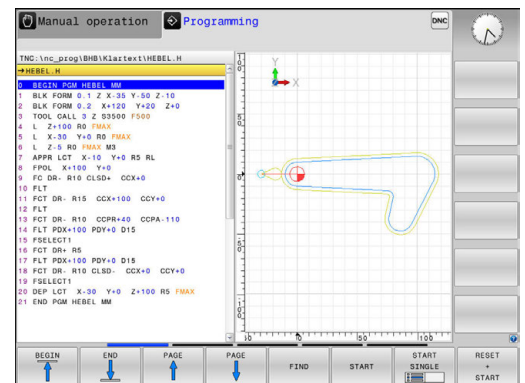 Manual operation
Programming
DNC
TNC:\nc_prog\BHB\Klartext\HEBEL.H
→HEBEL.H
0 BEGIN PGM HEBEL MM
1 BLK FORM 0.1 Z X-35 Y-50 Z-10
2 BLK FORM 0.2 X+120 Y+20 Z+0
3 TOOL CALL 3 Z S3500 F500
4 L Z+100 R0 FMAX
5 L X-30 Y+0 R0 FMAX
6 L Z-5 R0 FMAX M3
7 APPR LCT X-10 Y+0 R5 RL
8 FPOL X+100 Y+0
9 FC DR- R10 CLSD+ CCX+0
10 FLT
11 FCT DR- R15 CCX+100 CCY+0
12 FLT
13 FCT DR- R10 CCPR+40 CCPA-110
14 FLT PDX+100 PDY+0 D15
15 FSELECT1
16 FCT DR+ R5
17 FLT PDX+100 PDY+0 D15
18 FCT DR- R10 CLSD- CCX+0 CCY+0
19 FSELECT1
20 DEP LCT X-30 Y+0 Z+100 R5 FMAX
21 END PGM HEBEL MM
Y
X
0
50
100
BEGIN
END
PAGE
PAGE
FIND
START
START SINGLE
RESET + START